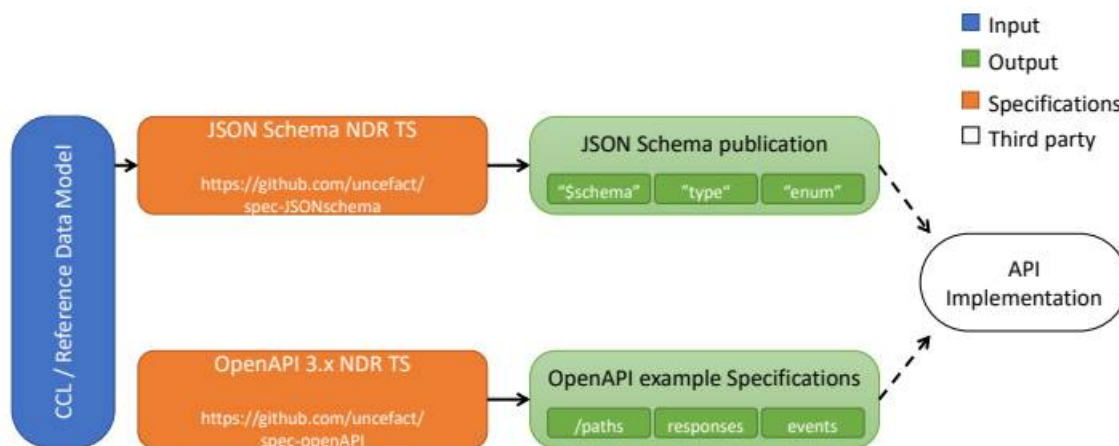 Input
Output
Specifications
Third party
CCL / Reference Data Model
JSON Schema NDR TS
https://github.com/uncefact/
spec-JSONschema
JSON Schema publication
"$schema"
"type"
"enum"
API
Implementation
OpenAPI 3.x NDR TS
https://github.com/uncefact/
spec-openAPI
OpenAPI example Specifications
/paths
responses
events